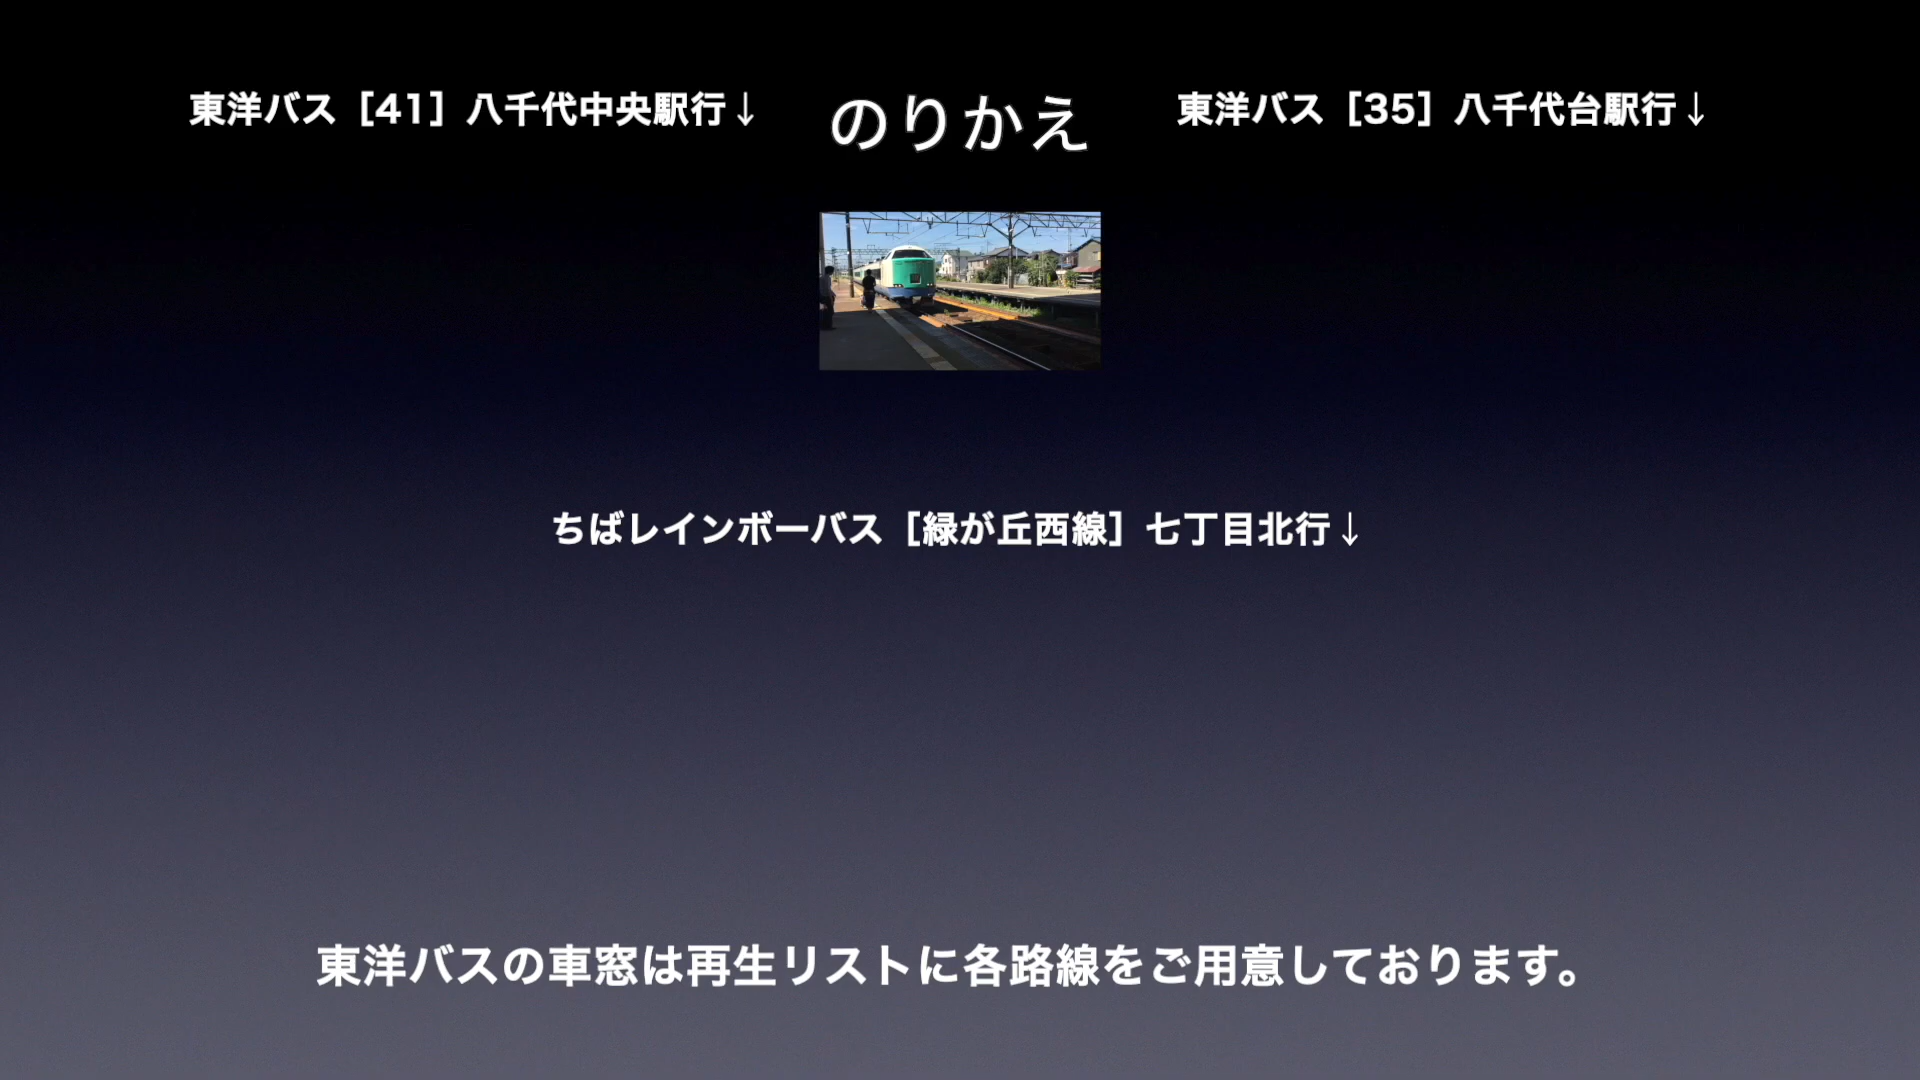 東洋バス［41］八千代中央駅行↓
のりかえ
東洋バス［35］八千代台駅行↓
ちばレインボーバス［緑が丘西線］七丁目北行↓
東洋バスの車窓は再生リストに各路線をご用意しております。